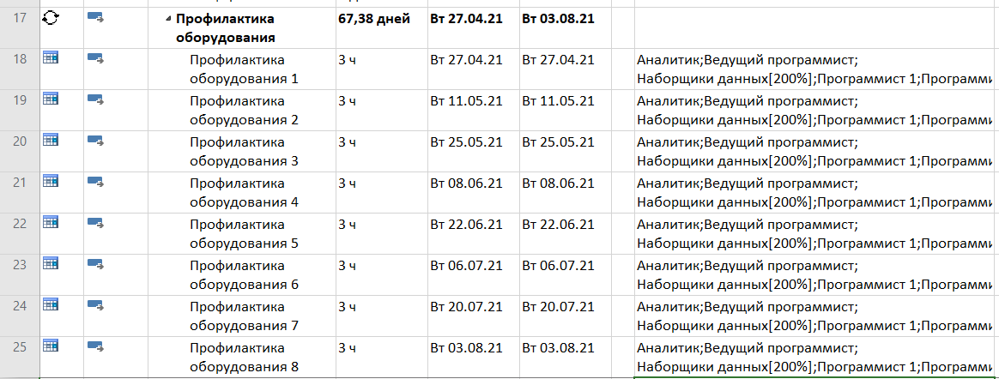 17 Профилактика оборудования 67,38 дней Вт 27.04.21 Вт 03.08.21
18 Профилактика 3 ч Вт 27.04.21 Вт 27.04.21 Аналитик;Ведущий программист;
оборудования 1 Наборщики данных[200%];Программист 1;Программи
19 Профилактика 3 ч Вт 11.05.21 Вт 11.05.21 Аналитик;Ведущий программист;
оборудования 2 Наборщики данных[200%];Программист 1;Программи
20 Профилактика 3 ч Вт 25.05.21 Вт 25.05.21 Аналитик;Ведущий программист;
оборудования 3 Наборщики данных[200%];Программист 1;Программи
21 Профилактика 3 ч Вт 08.06.21 Вт 08.06.21 Аналитик;Ведущий программист;
оборудования 4 Наборщики данных[200%];Программист 1;Программи
22 Профилактика 3 ч Вт 22.06.21 Вт 22.06.21 Аналитик;Ведущий программист;
оборудования 5 Наборщики данных[200%];Программист 1;Программи
23 Профилактика 3 ч Вт 06.07.21 Вт 06.07.21 Аналитик;Ведущий программист;
оборудования 6 Наборщики данных[200%];Программист 1;Программи
24 Профилактика 3 ч Вт 20.07.21 Вт 20.07.21 Аналитик;Ведущий программист;
оборудования 7 Наборщики данных[200%];Программист 1;Программи
25 Профилактика 3 ч Вт 03.08.21 Вт 03.08.21 Аналитик;Ведущий программист;
оборудования 8 Наборщики данных[200%];Программист 1;Программи